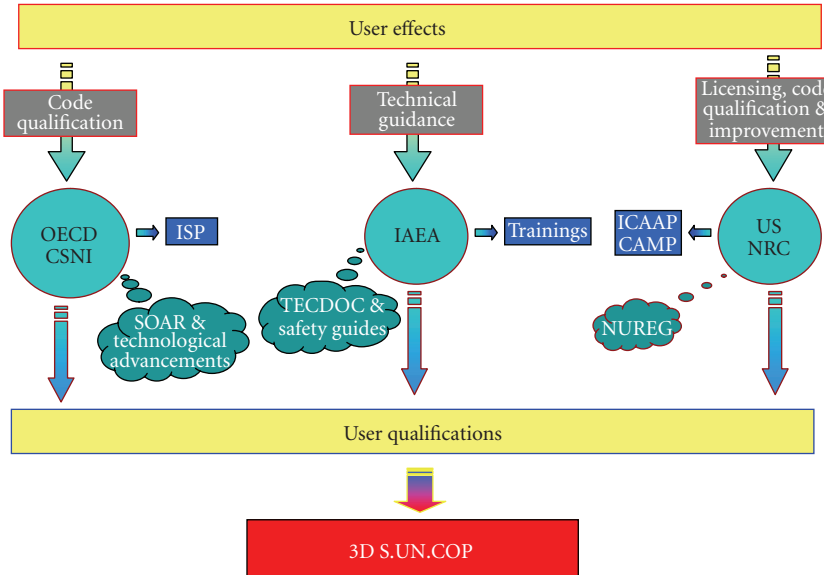 User effects
Code
qualification
Technical
guidance
Licensing, code
qualification &
improvement
OECD
CSNI
ISP
IAEA
Trainings
ICAAP
CAMP
US
NRC
SOAR &
technological
advancements
TECDOC &
safety guides
NUREG
User qualifications
3D S.UN.COP